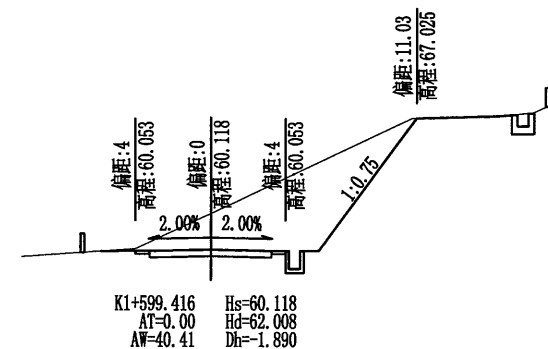 偏距:11.03
高程:67.025
偏距:4
高程:60.053
偏距:0
高程:60.118
偏距:4
高程:60.053
2.00%
2.00%
1:0.75
K1+599.416 Hs=60.118
AT=0.00 Hd=62.008
AW=40.41 Dh=-1.890